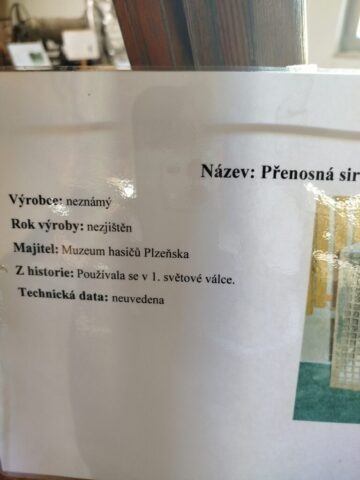 Název: Přenosná sir
Výrobce: neznámý
Rok výroby: nezjištěn
Majitel: Muzeum hasičů Plzeňska
Z historie: Používala se v 1. světové válce.
Technická data: neuvedena